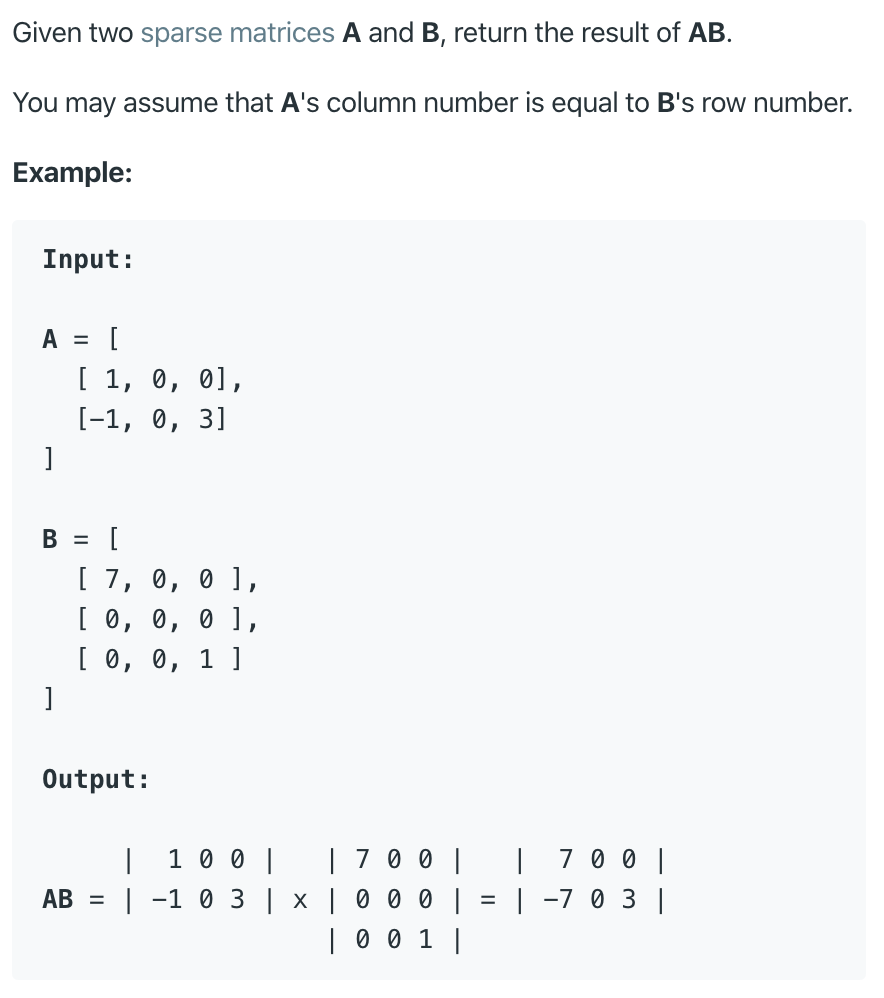 Given two sparse matrices A and B, return the result of AB.
You may assume that A's column number is equal to B's row number.
Example:
Input:
A = [
  [ 1, 0, 0],
  [-1, 0, 3]
]
B = [
  [ 7, 0, 0 ],
  [ 0, 0, 0 ],
  [ 0, 0, 1 ]
]
Output:
     |  1 0 0 |   | 7 0 0 |   |  7 0 0 |
AB = | -1 0 3 | x | 0 0 0 | = | -7 0 3 |
                  | 0 0 1 |